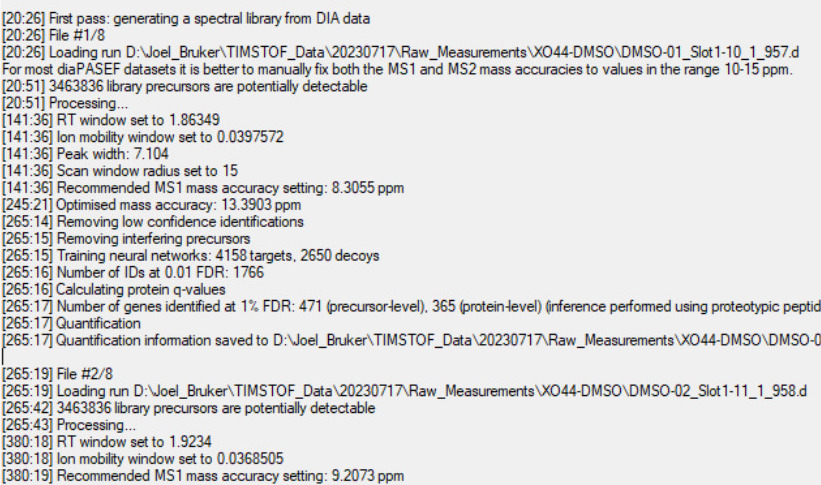 [20:26] First pass: generating a spectral library from DIA data
[20:26] File #1/8
[20:26] Loading run D:\Joel_Bruker\TIMSTOF_Data\20230717\Raw_Measurements\XO44-DMSO\DMSO-01_Slot1-10_1_957.d
For most diaPASEF datasets it is better to manually fix both the MS1 and MS2 mass accuracies to values in the range 10-15 ppm.
[20:51] 3463836 library precursors are potentially detectable
[20:51] Processing...
[141:36] RT window set to 1.86349
[141:36] Ion mobility window set to 0.0397572
[141:36] Peak width: 7.104
[141:36] Scan window radius set to 15
[141:36] Recommended MS1 mass accuracy setting: 8.3055 ppm
[245:21] Optimised mass accuracy: 13.3903 ppm
[265:14] Removing low confidence identifications
[265:15] Removing interfering precursors
[265:15] Training neural networks: 4158 targets, 2650 decoys
[265:16] Number of IDs at 0.01 FDR: 1766
[265:16] Calculating protein q-values
[265:17] Number of genes identified at 1% FDR: 471 (precursor-level), 365 (protein-level) (inference performed using proteotypic peptid
[265:17] Quantification
[265:17] Quantification information saved to D:\Joel_Bruker\TIMSTOF_Data\20230717\Raw_Measurements\XO44-DMSO\DMSO-0
[265:19] File #2/8
[265:19] Loading run D:\Joel_Bruker\TIMSTOF_Data\20230717\Raw_Measurements\XO44-DMSO\DMSO-02_Slot1-11_1_958.d
[265:42] 3463836 library precursors are potentially detectable
[265:43] Processing...
[380:18] RT window set to 1.9234
[380:18] Ion mobility window set to 0.0368505
[380:19] Recommended MS1 mass accuracy setting: 9.2073 ppm